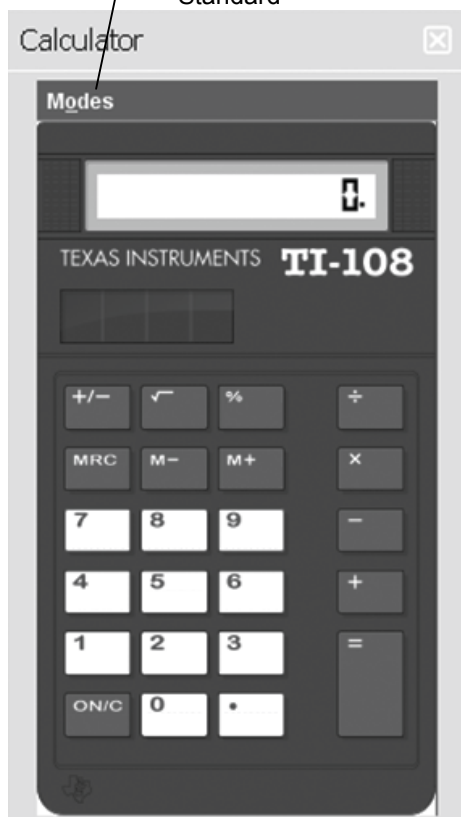 Standard
Calculator
Modes
0.
TEXAS INSTRUMENTS TI-108
+/− √ % ÷
MRC M− M+ ×
7 8 9 −
4 5 6 +
1 2 3 =
ON/C 0 •